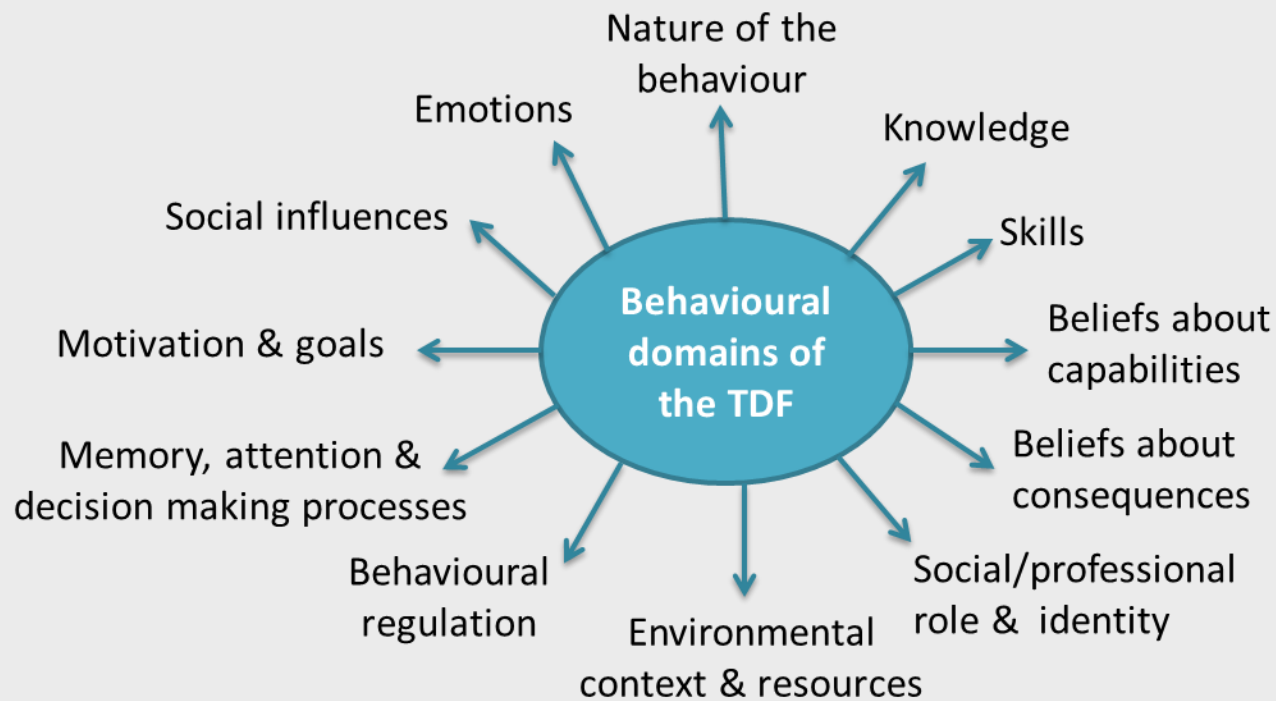 Nature of the
behaviour
Knowledge
Skills
Beliefs about
capabilities
Beliefs about
consequences
Social/professional
role & identity
Environmental
context & resources
Behavioural
regulation
Memory, attention &
decision making processes
Motivation & goals
Social influences
Emotions
Behavioural
domains of
the TDF